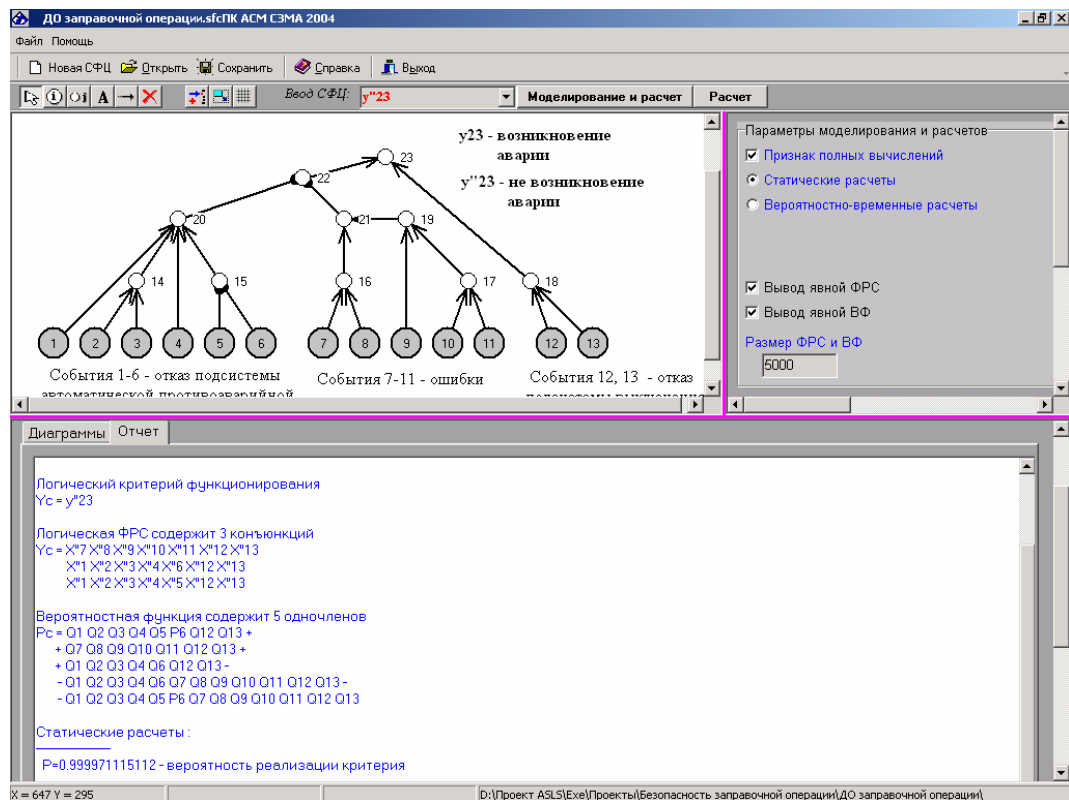 ДО заправочной операции.sfcПК АСМ СЗМА 2004
Файл Помощь
Новая СФЦ Открыть Сохранить Справка Выход
Ввод СФЦ: y"23 Моделирование и расчет Расчет
y23 - возникновение
аварии
y"23 - не возникновение
аварии
23
22
20 21 19
14 15 16 17 18
1 2 3 4 5 6 7 8 9 10 11 12 13
События 1-6 - отказ подсистемы События 7-11 - ошибки События 12, 13 - отказ
автоматической противоаварийной подсистемы выключения
Параметры моделирования и расчетов
Признак полных вычислений
Статические расчеты
Вероятностно-временные расчеты
Вывод явной ФРС
Вывод явной ВФ
Размер ФРС и ВФ
5000
Диаграммы Отчет
Логический критерий функционирования
Yc = y"23
Логическая ФРС содержит 3 конъюнкций
Yc = X"7 X"8 X"9 X"10 X"11 X"12 X"13
X"1 X"2 X"3 X"4 X"6 X"12 X"13
X"1 X"2 X"3 X"4 X"5 X"12 X"13
Вероятностная функция содержит 5 одночленов
Pc = Q1 Q2 Q3 Q4 Q5 P6 Q12 Q13 +
+ Q7 Q8 Q9 Q10 Q11 Q12 Q13 +
+ Q1 Q2 Q3 Q4 Q6 Q12 Q13 -
- Q1 Q2 Q3 Q4 Q6 Q7 Q8 Q9 Q10 Q11 Q12 Q13 -
- Q1 Q2 Q3 Q4 Q5 P6 Q7 Q8 Q9 Q10 Q11 Q12 Q13
Статические расчеты :
P=0.999971115112 - вероятность реализации критерия
X = 647 Y = 295 D:\Проект ASLS\Exe\Проекты\Безопасность заправочной операции\ДО заправочной операции\